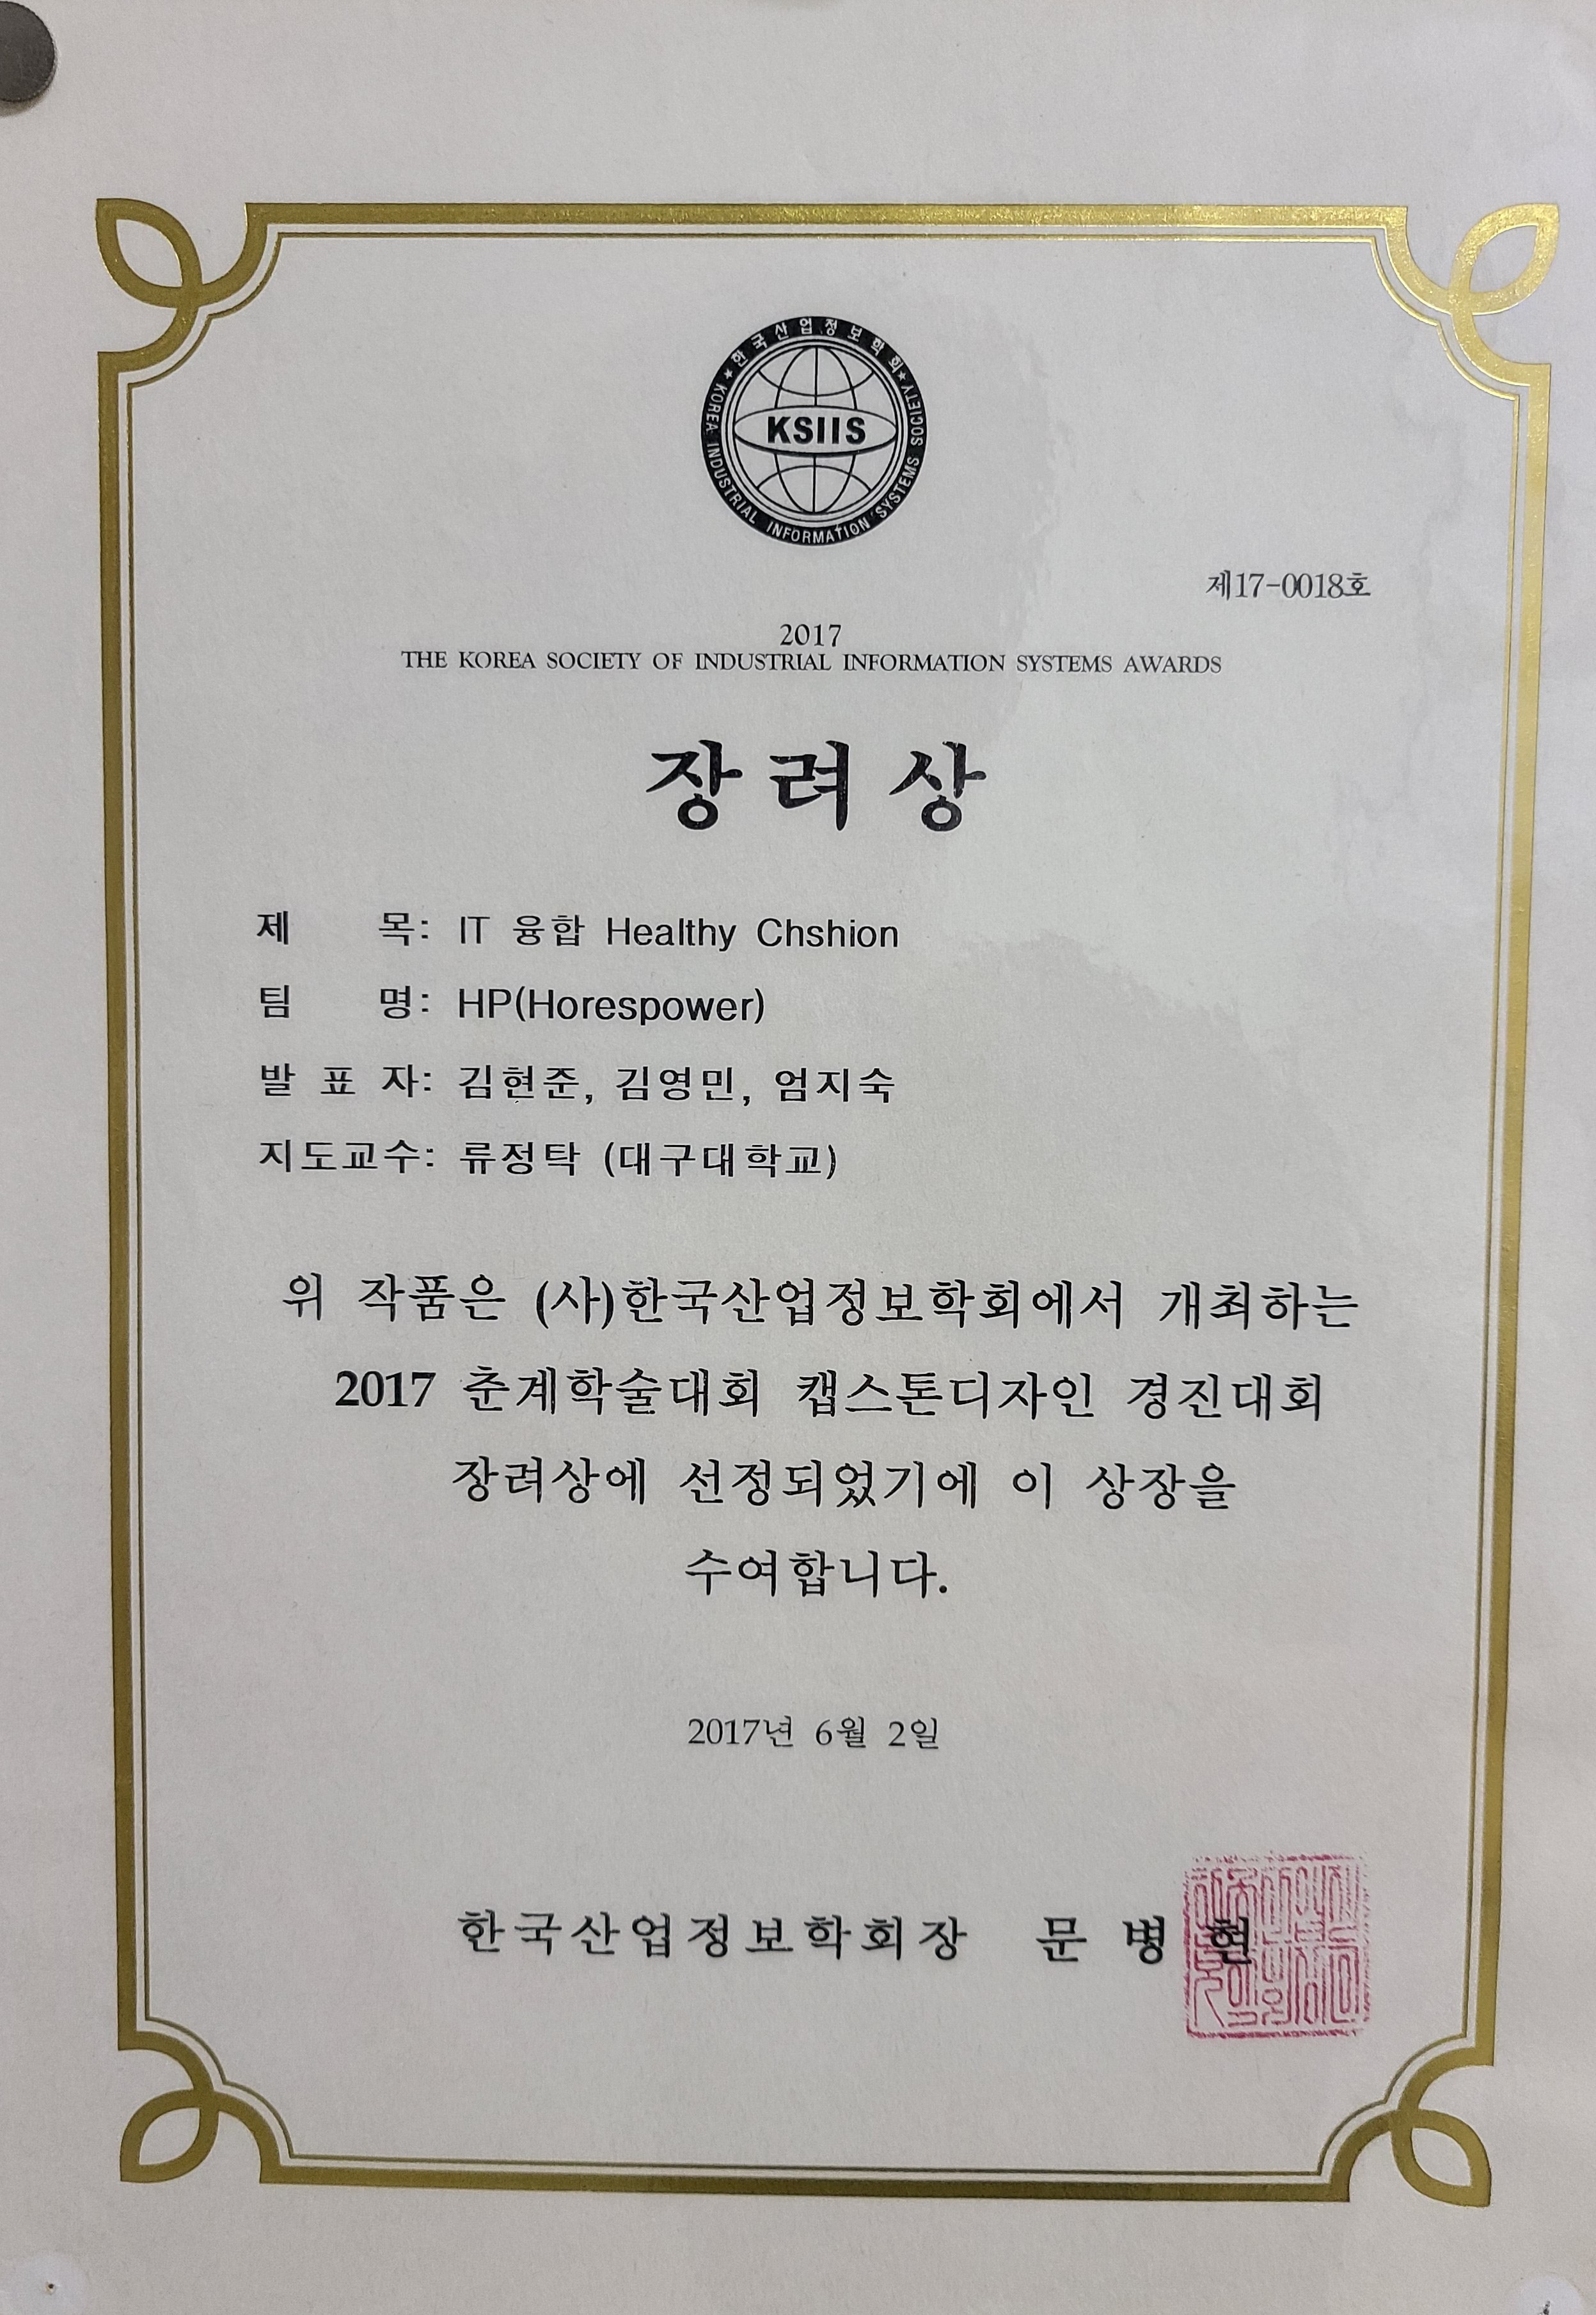 ★ 한국산업정보학회 ★
KOREA INDUSTRIAL INFORMATION SYSTEMS SOCIETY
KSIIS
제17-0018호
2017
THE KOREA SOCIETY OF INDUSTRIAL INFORMATION SYSTEMS AWARDS
장려상
제 목: IT 융합 Healthy Chshion
팀 명: HP(Horespower)
발 표 자: 김현준, 김영민, 엄지숙
지도교수: 류정탁 (대구대학교)
위 작품은 (사)한국산업정보학회에서 개최하는
2017 춘계학술대회 캡스톤디자인 경진대회
장려상에 선정되었기에 이 상장을
수여합니다.
2017년 6월 2일
한국산업정보학회장 문 병 현